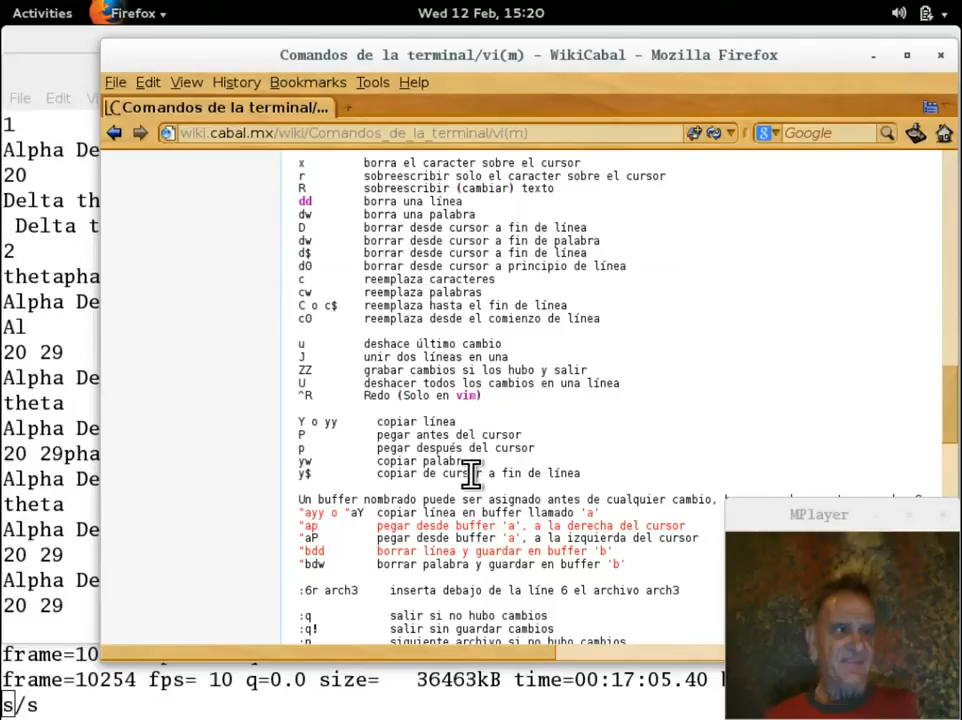 Activities Firefox Wed 12 Feb, 15:20
Comandos de la terminal/vi(m) - WikiCabal - Mozilla Firefox
File Edit View History Bookmarks Tools Help
Comandos de la terminal/...
wiki.cabal.mx/wiki/Comandos_de_la_terminal/vi(m) Google
x borra el caracter sobre el cursor
r sobreescribir solo el caracter sobre el cursor
R sobreescribir (cambiar) texto
dd borra una línea
dw borra una palabra
D borrar desde cursor a fin de línea
dw borrar desde cursor a fin de palabra
d$ borrar desde cursor a fin de línea
d0 borrar desde cursor a principio de línea
c reemplaza caracteres
cw reemplaza palabras
C o c$ reemplaza hasta el fin de línea
c0 reemplaza desde el comienzo de línea
u deshace último cambio
J unir dos líneas en una
ZZ grabar cambios si los hubo y salir
U deshacer todos los cambios en una línea
^R Redo (Solo en vim)
Y o yy copiar línea
P pegar antes del cursor
p pegar después del cursor
yw copiar palabra
y$ copiar de cursor a fin de línea
Un buffer nombrado puede ser asignado antes de cualquier cambio,
"ayy o "aY copiar línea en buffer llamado 'a'
"ap pegar desde buffer 'a', a la derecha del cursor
"aP pegar desde buffer 'a', a la izquierda del cursor
"bdd borrar línea y guardar en buffer 'b'
"bdw borrar palabra y guardar en buffer 'b'
:6r arch3 inserta debajo de la líne 6 el archivo arch3
:q salir si no hubo cambios
:q! salir sin guardar cambios
:n siguiente archivo si no hubo cambios
MPlayer
File Edit
1
Alpha De
20
Delta th
Delta t
2
thetapha
Alpha De
Al
20 29
Alpha De
theta
20 29pha
Alpha De
theta
Alpha De
20 29
Alpha De
20 29
frame=10
frame=10254 fps= 10 q=0.0 size= 36463kB time=00:17:05.40 b
s/s